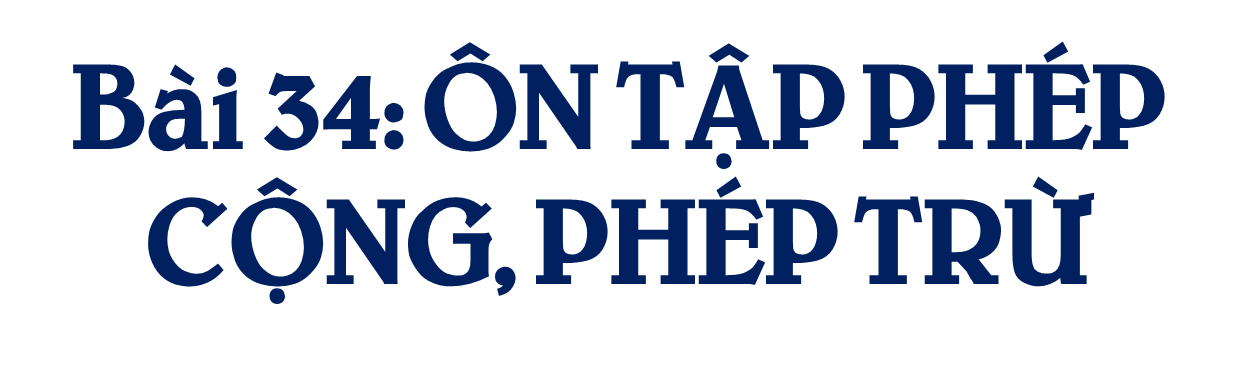 Bài 34: ÔN TẬP PHÉP
CỘNG, PHÉP TRỪ